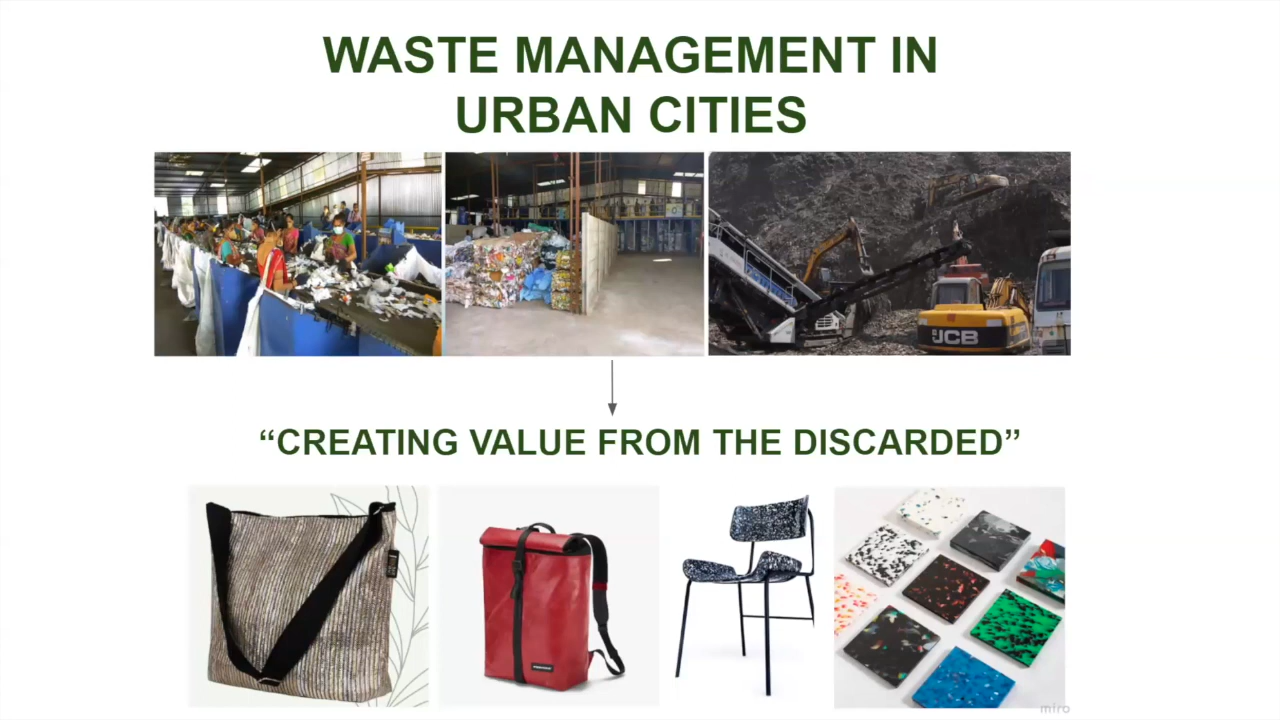 WASTE MANAGEMENT IN
URBAN CITIES
JCB
“CREATING VALUE FROM THE DISCARDED”
miro